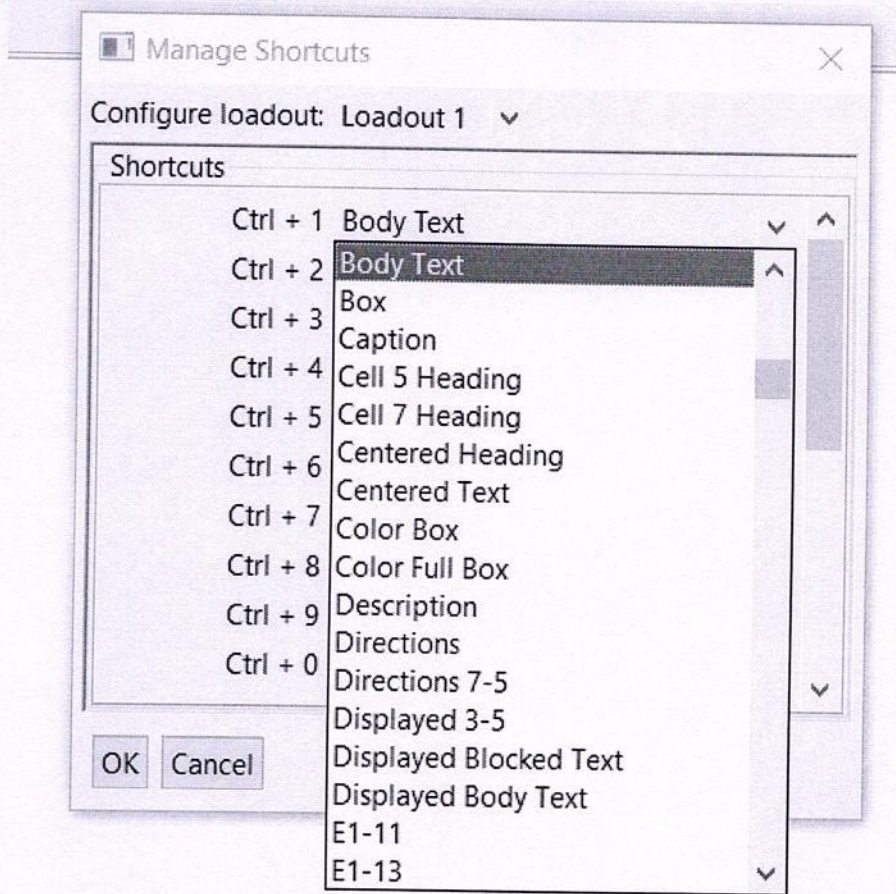 Manage Shortcuts
Configure loadout: Loadout 1
Shortcuts
Ctrl + 1 Body Text
Ctrl + 2
Ctrl + 3
Ctrl + 4
Ctrl + 5
Ctrl + 6
Ctrl + 7
Ctrl + 8
Ctrl + 9
Ctrl + 0
Body Text
Box
Caption
Cell 5 Heading
Cell 7 Heading
Centered Heading
Centered Text
Color Box
Color Full Box
Description
Directions
Directions 7-5
Displayed 3-5
Displayed Blocked Text
Displayed Body Text
E1-11
E1-13
OK Cancel